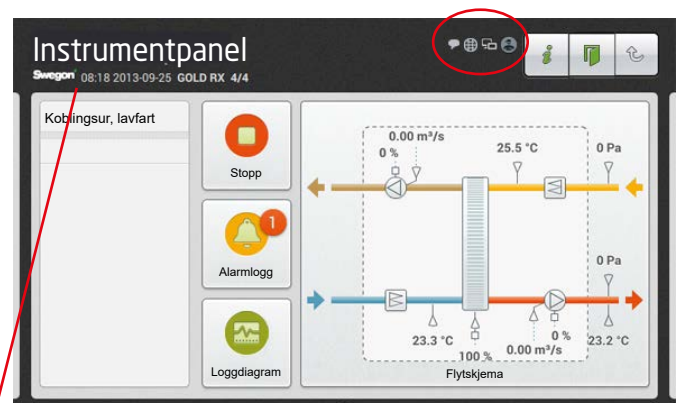 Instrumentpanel
Swegon 08:18 2013-09-25 GOLD RX 4/4
i
Koblingsur, lavfart
Stopp
1
Alarmlogg
Loggdiagram
0.00 m³/s
0 %
25.5 °C
0 Pa
0 Pa
23.3 °C
100 %
0.00 m³/s
0 %
23.2 °C
Flytskjema